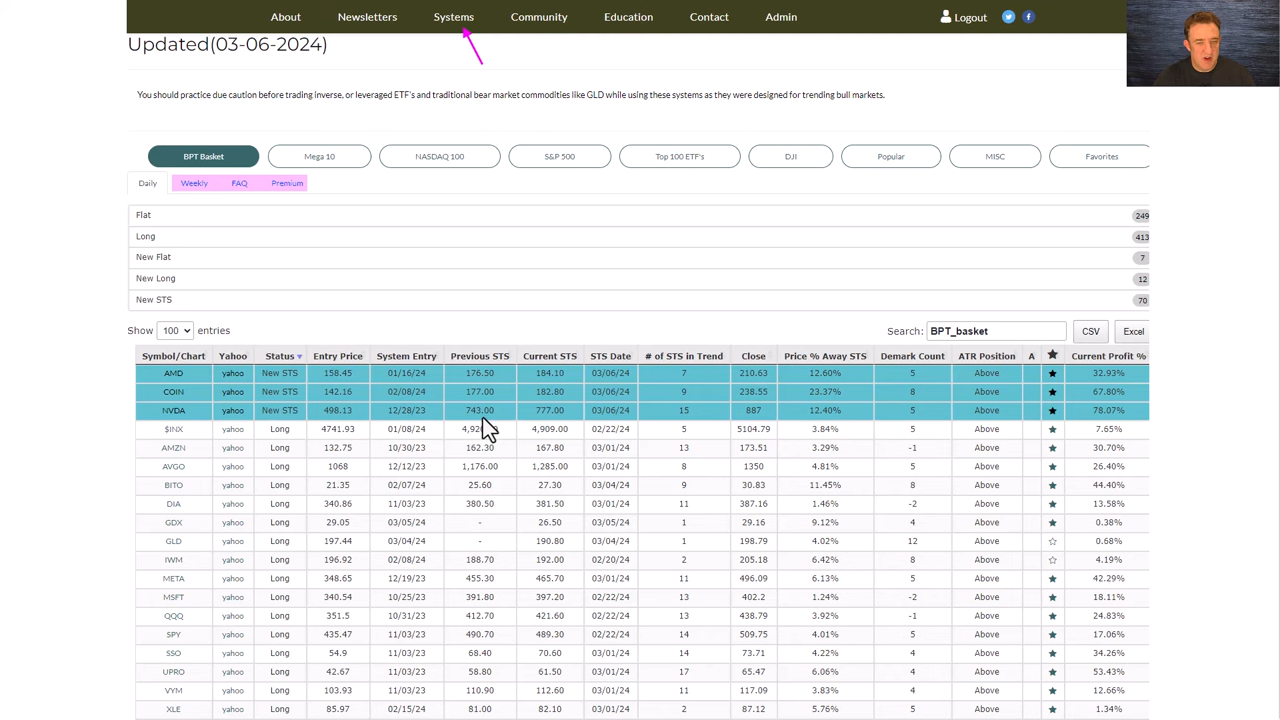 About Newsletters Systems Community Education Contact Admin Logout
Updated(03-06-2024)
You should practice due caution before trading inverse, or leveraged ETF's and traditional bear market commodities like GLD while using these systems as they were designed for trending bull markets.
BPT Basket Mega 10 NASDAQ 100 S&P 500 Top 100 ETF's DJI Popular MISC Favorites
Daily Weekly FAQ Premium
Flat 249
Long 413
New Flat 7
New Long 12
New STS 70
Show 100 entries Search: BPT_basket CSV Excel
Symbol/Chart Yahoo Status Entry Price System Entry Previous STS Current STS STS Date # of STS in Trend Close Price % Away STS Demark Count ATR Position A Current Profit %
AMD yahoo New STS 158.45 01/16/24 176.50 184.10 03/06/24 7 210.63 12.60% 5 Above 32.93%
COIN yahoo New STS 142.16 02/08/24 177.00 182.80 03/06/24 9 238.55 23.37% 8 Above 67.80%
NVDA yahoo New STS 498.13 12/28/23 743.00 777.00 03/06/24 15 887 12.40% 5 Above 78.07%
$INX yahoo Long 4741.93 01/08/24 4,909.00 02/22/24 5 5104.79 3.84% 5 Above 7.65%
AMZN yahoo Long 132.75 10/30/23 162.30 167.80 03/01/24 13 173.51 3.29% -1 Above 30.70%
AVGO yahoo Long 1068 12/12/23 1,176.00 1,285.00 03/01/24 8 1350 4.81% 5 Above 26.40%
BITO yahoo Long 21.35 02/07/24 25.60 27.30 03/04/24 9 30.83 11.45% 8 Above 44.40%
DIA yahoo Long 340.86 11/03/23 380.50 381.50 03/01/24 11 387.16 1.46% -2 Above 13.58%
GDX yahoo Long 29.05 03/05/24 - 26.50 03/05/24 1 29.16 9.12% 4 Above 0.38%
GLD yahoo Long 197.44 03/04/24 - 190.80 03/04/24 1 198.79 4.02% 12 Above 0.68%
IWM yahoo Long 196.92 02/08/24 188.70 192.00 02/20/24 2 205.18 6.42% 8 Above 4.19%
META yahoo Long 348.65 12/19/23 455.30 465.70 03/01/24 11 496.09 6.13% 5 Above 42.29%
MSFT yahoo Long 340.54 10/25/23 391.80 397.20 03/01/24 13 402.2 1.24% -2 Above 18.11%
QQQ yahoo Long 351.5 10/31/23 412.70 421.60 02/22/24 13 438.79 3.92% -1 Above 24.83%
SPY yahoo Long 435.47 11/03/23 490.70 489.30 02/22/24 14 509.75 4.01% 5 Above 17.06%
SSO yahoo Long 54.9 11/03/23 68.40 70.60 03/01/24 14 73.71 4.22% 4 Above 34.26%
UPRO yahoo Long 42.67 11/03/23 58.80 61.50 03/01/24 17 65.47 6.06% 4 Above 53.43%
VYM yahoo Long 103.93 11/03/23 110.90 112.60 03/01/24 11 117.09 3.83% 4 Above 12.66%
XLE yahoo Long 85.97 02/15/24 81.00 82.10 03/01/24 2 87.12 5.76% 5 Above 1.34%